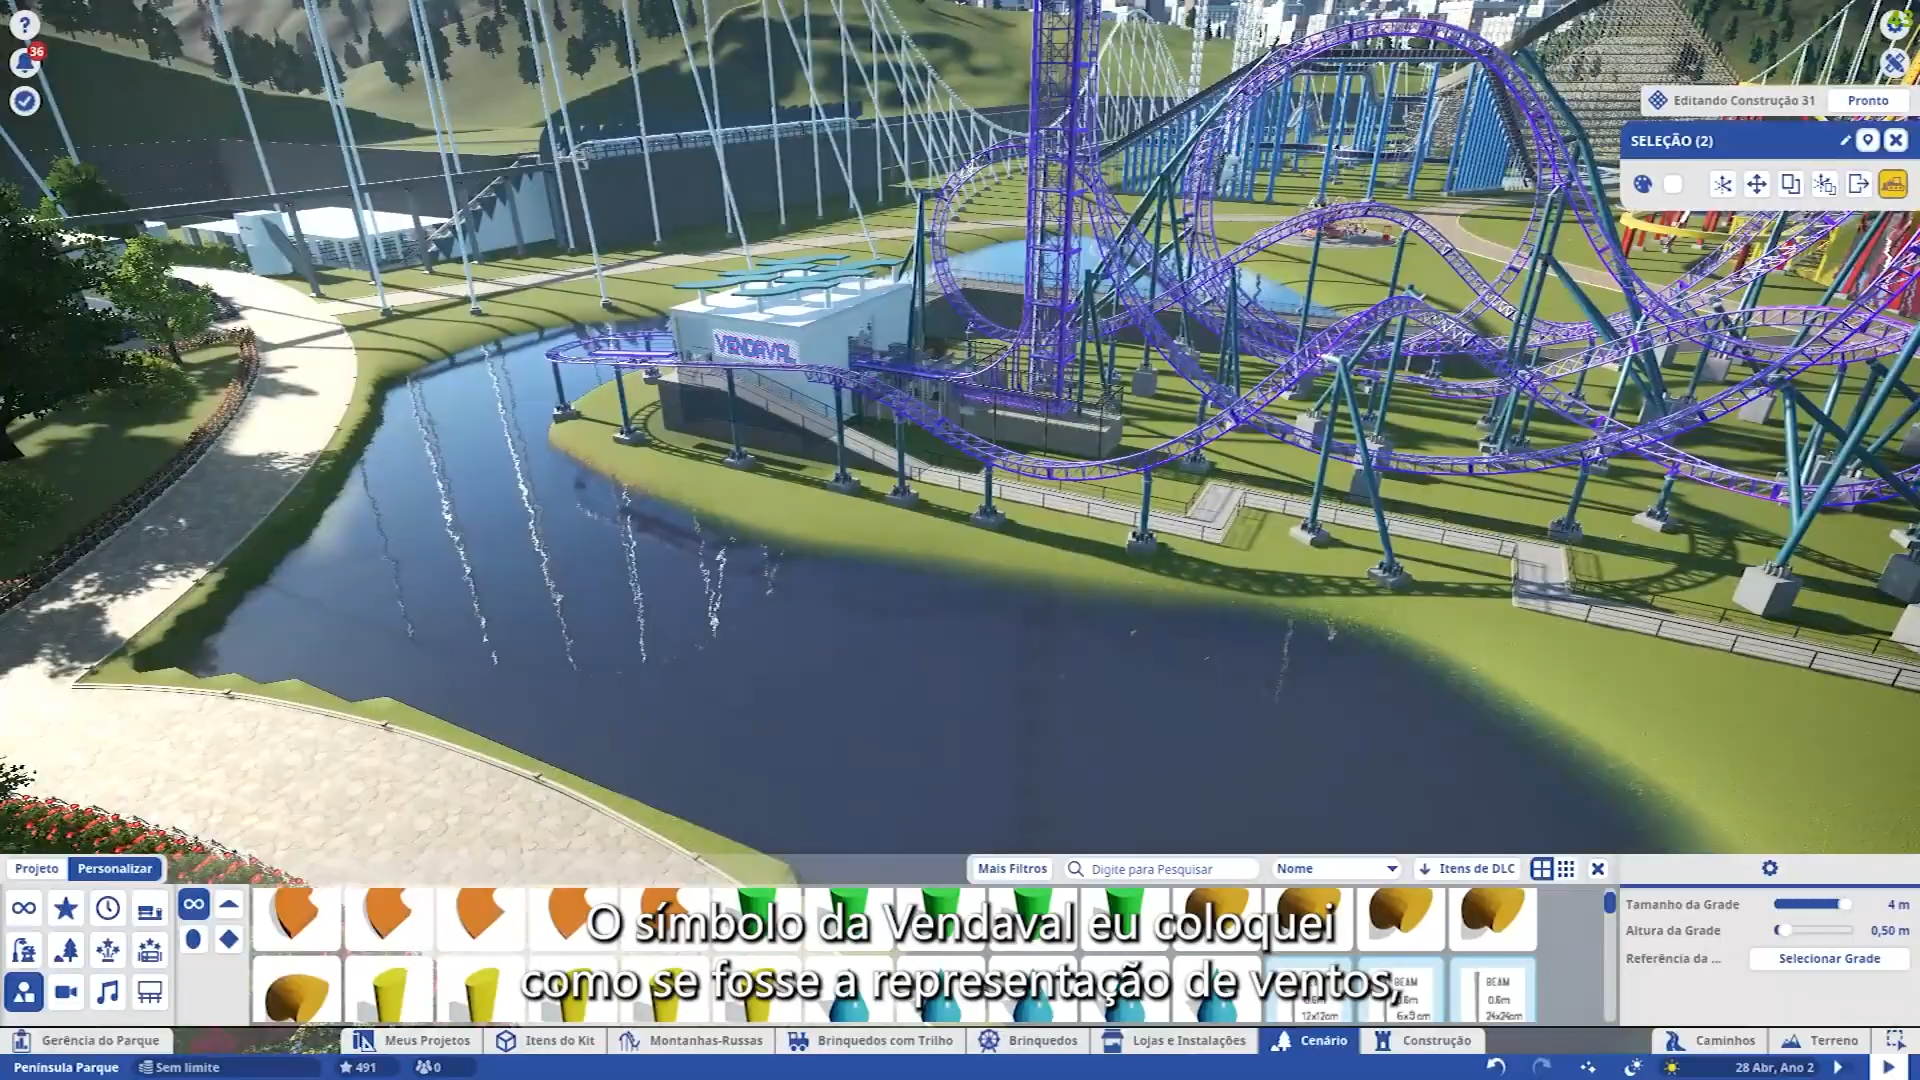 ?
36
43
Editando Construção 31
Pronto
SELEÇÃO (2)
VENDAVAL
Projeto
Personalizar
Mais Filtros
Digite para Pesquisar
Nome
Itens de DLC
Tamanho da Grade
4 m
Altura da Grade
0,50 m
Referência da ...
Selecionar Grade
O símbolo da Vendaval eu coloquei
como se fosse a representação de ventos,
12x12cm
BEAM
6x9cm
BEAM
0.6m
24x24cm
Gerência do Parque
Meus Projetos
Itens do Kit
Montanhas-Russas
Brinquedos com Trilho
Brinquedos
Lojas e Instalações
Cenário
Construção
Caminhos
Terreno
Península Parque
Sem limite
491
0
28 Abr, Ano 2